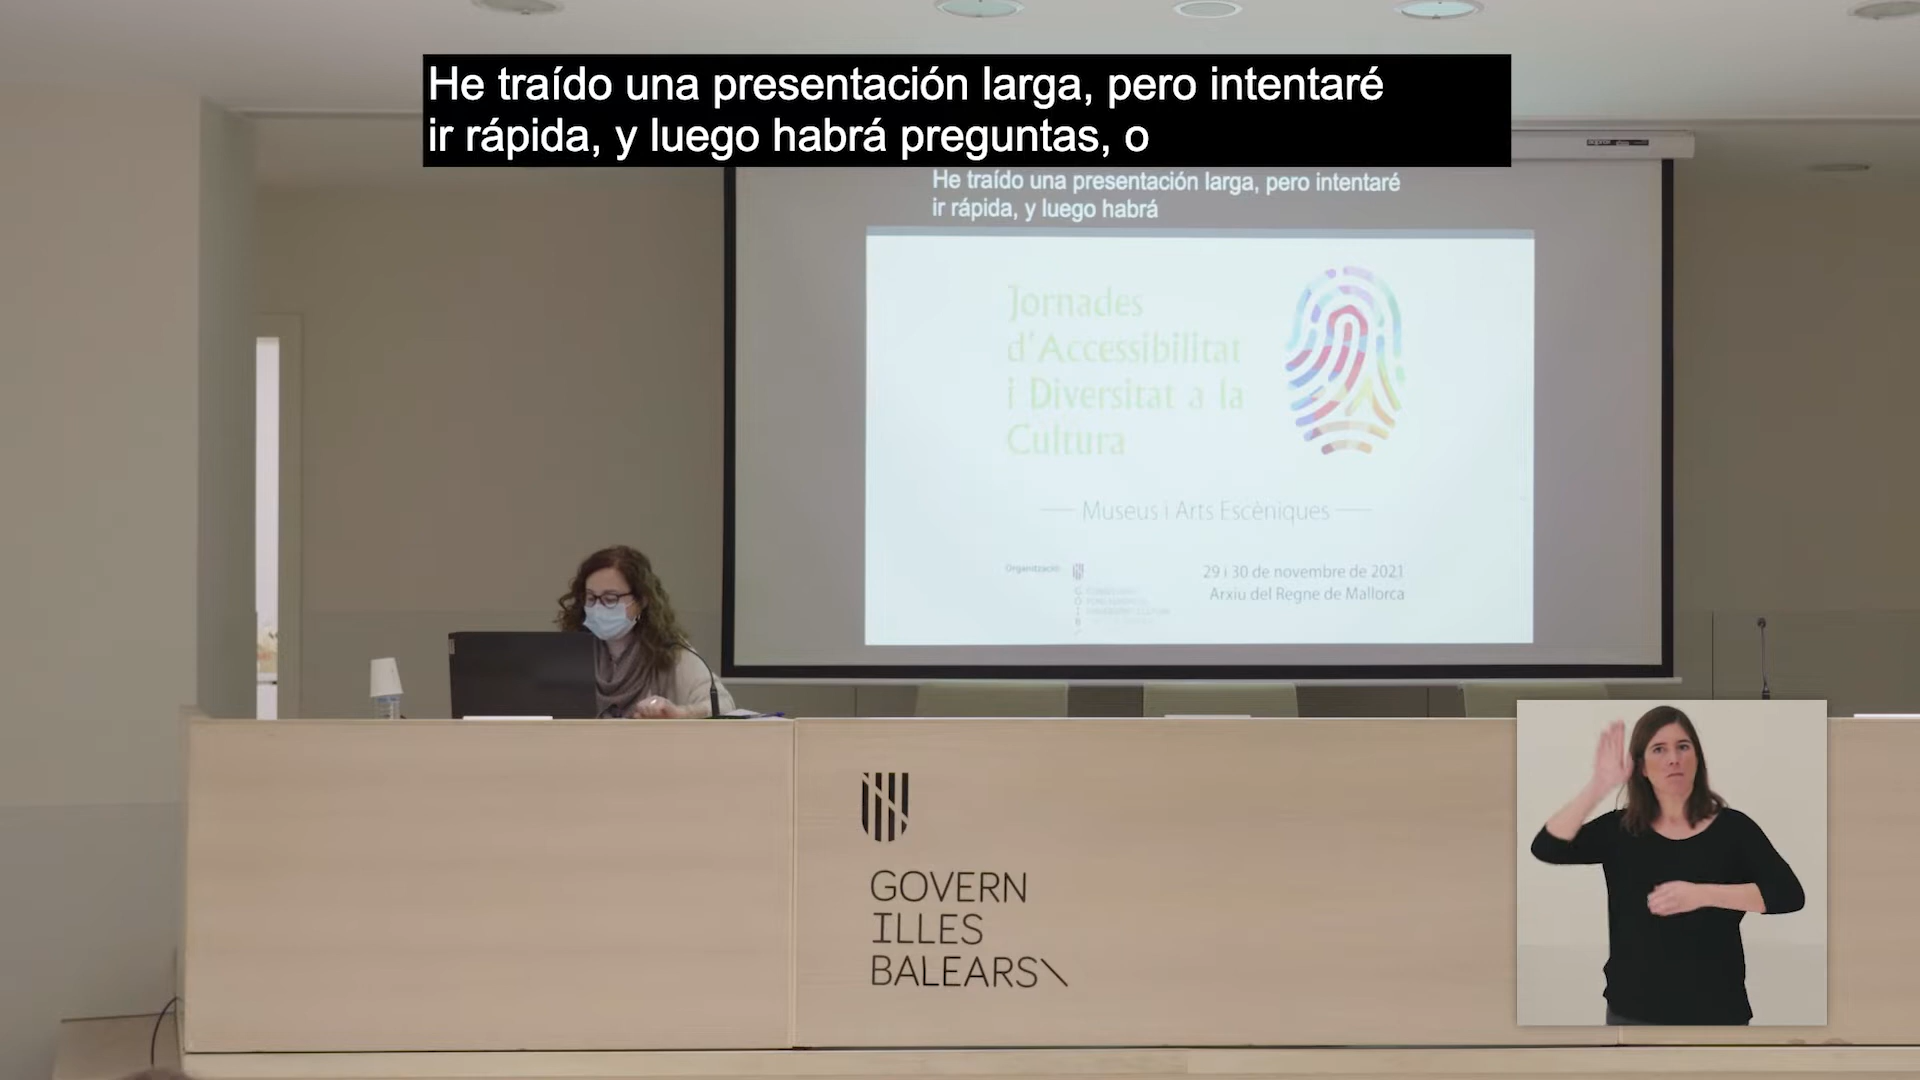 He traído una presentación larga, pero intentaré
ir rápida, y luego habrá preguntas, o
He traído una presentación larga, pero intentaré
ir rápida, y luego habrá
Jornades
d'Accessibilitat
i Diversitat a la
Cultura
Museus i Arts Escèniques
Organització:
29 i 30 de novembre de 2021
Arxiu del Regne de Mallorca
GOVERN
ILLES
BALEARS